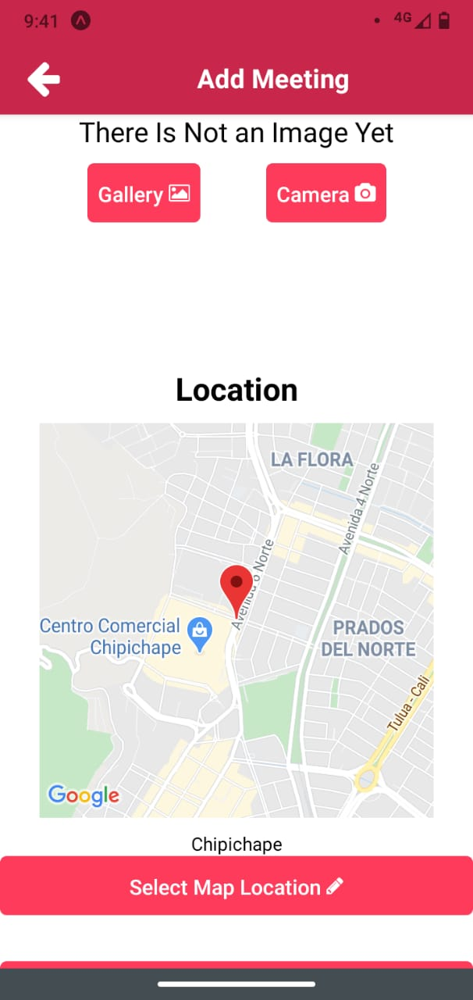 9:41
4G
Add Meeting
There Is Not an Image Yet
Gallery
Camera
Location
LA FLORA
Avenida 4 Norte
Avenida 6 Norte
Centro Comercial
Chipichape
PRADOS
DEL NORTE
Tulua - Cali
Google
Chipichape
Select Map Location